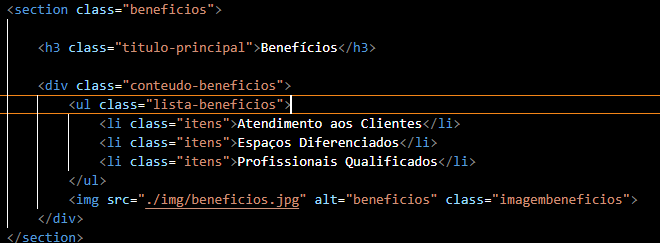 <section class="beneficios">
<h3 class="titulo-principal">Benefícios</h3>
<div class="conteudo-beneficios">
<ul class="lista-beneficios">
<li class="itens">Atendimento aos Clientes</li>
<li class="itens">Espaços Diferenciados</li>
<li class="itens">Profissionais Qualificados</li>
</ul>
<img src="./img/beneficios.jpg" alt="beneficios" class="imagembeneficios">
</div>
</section>